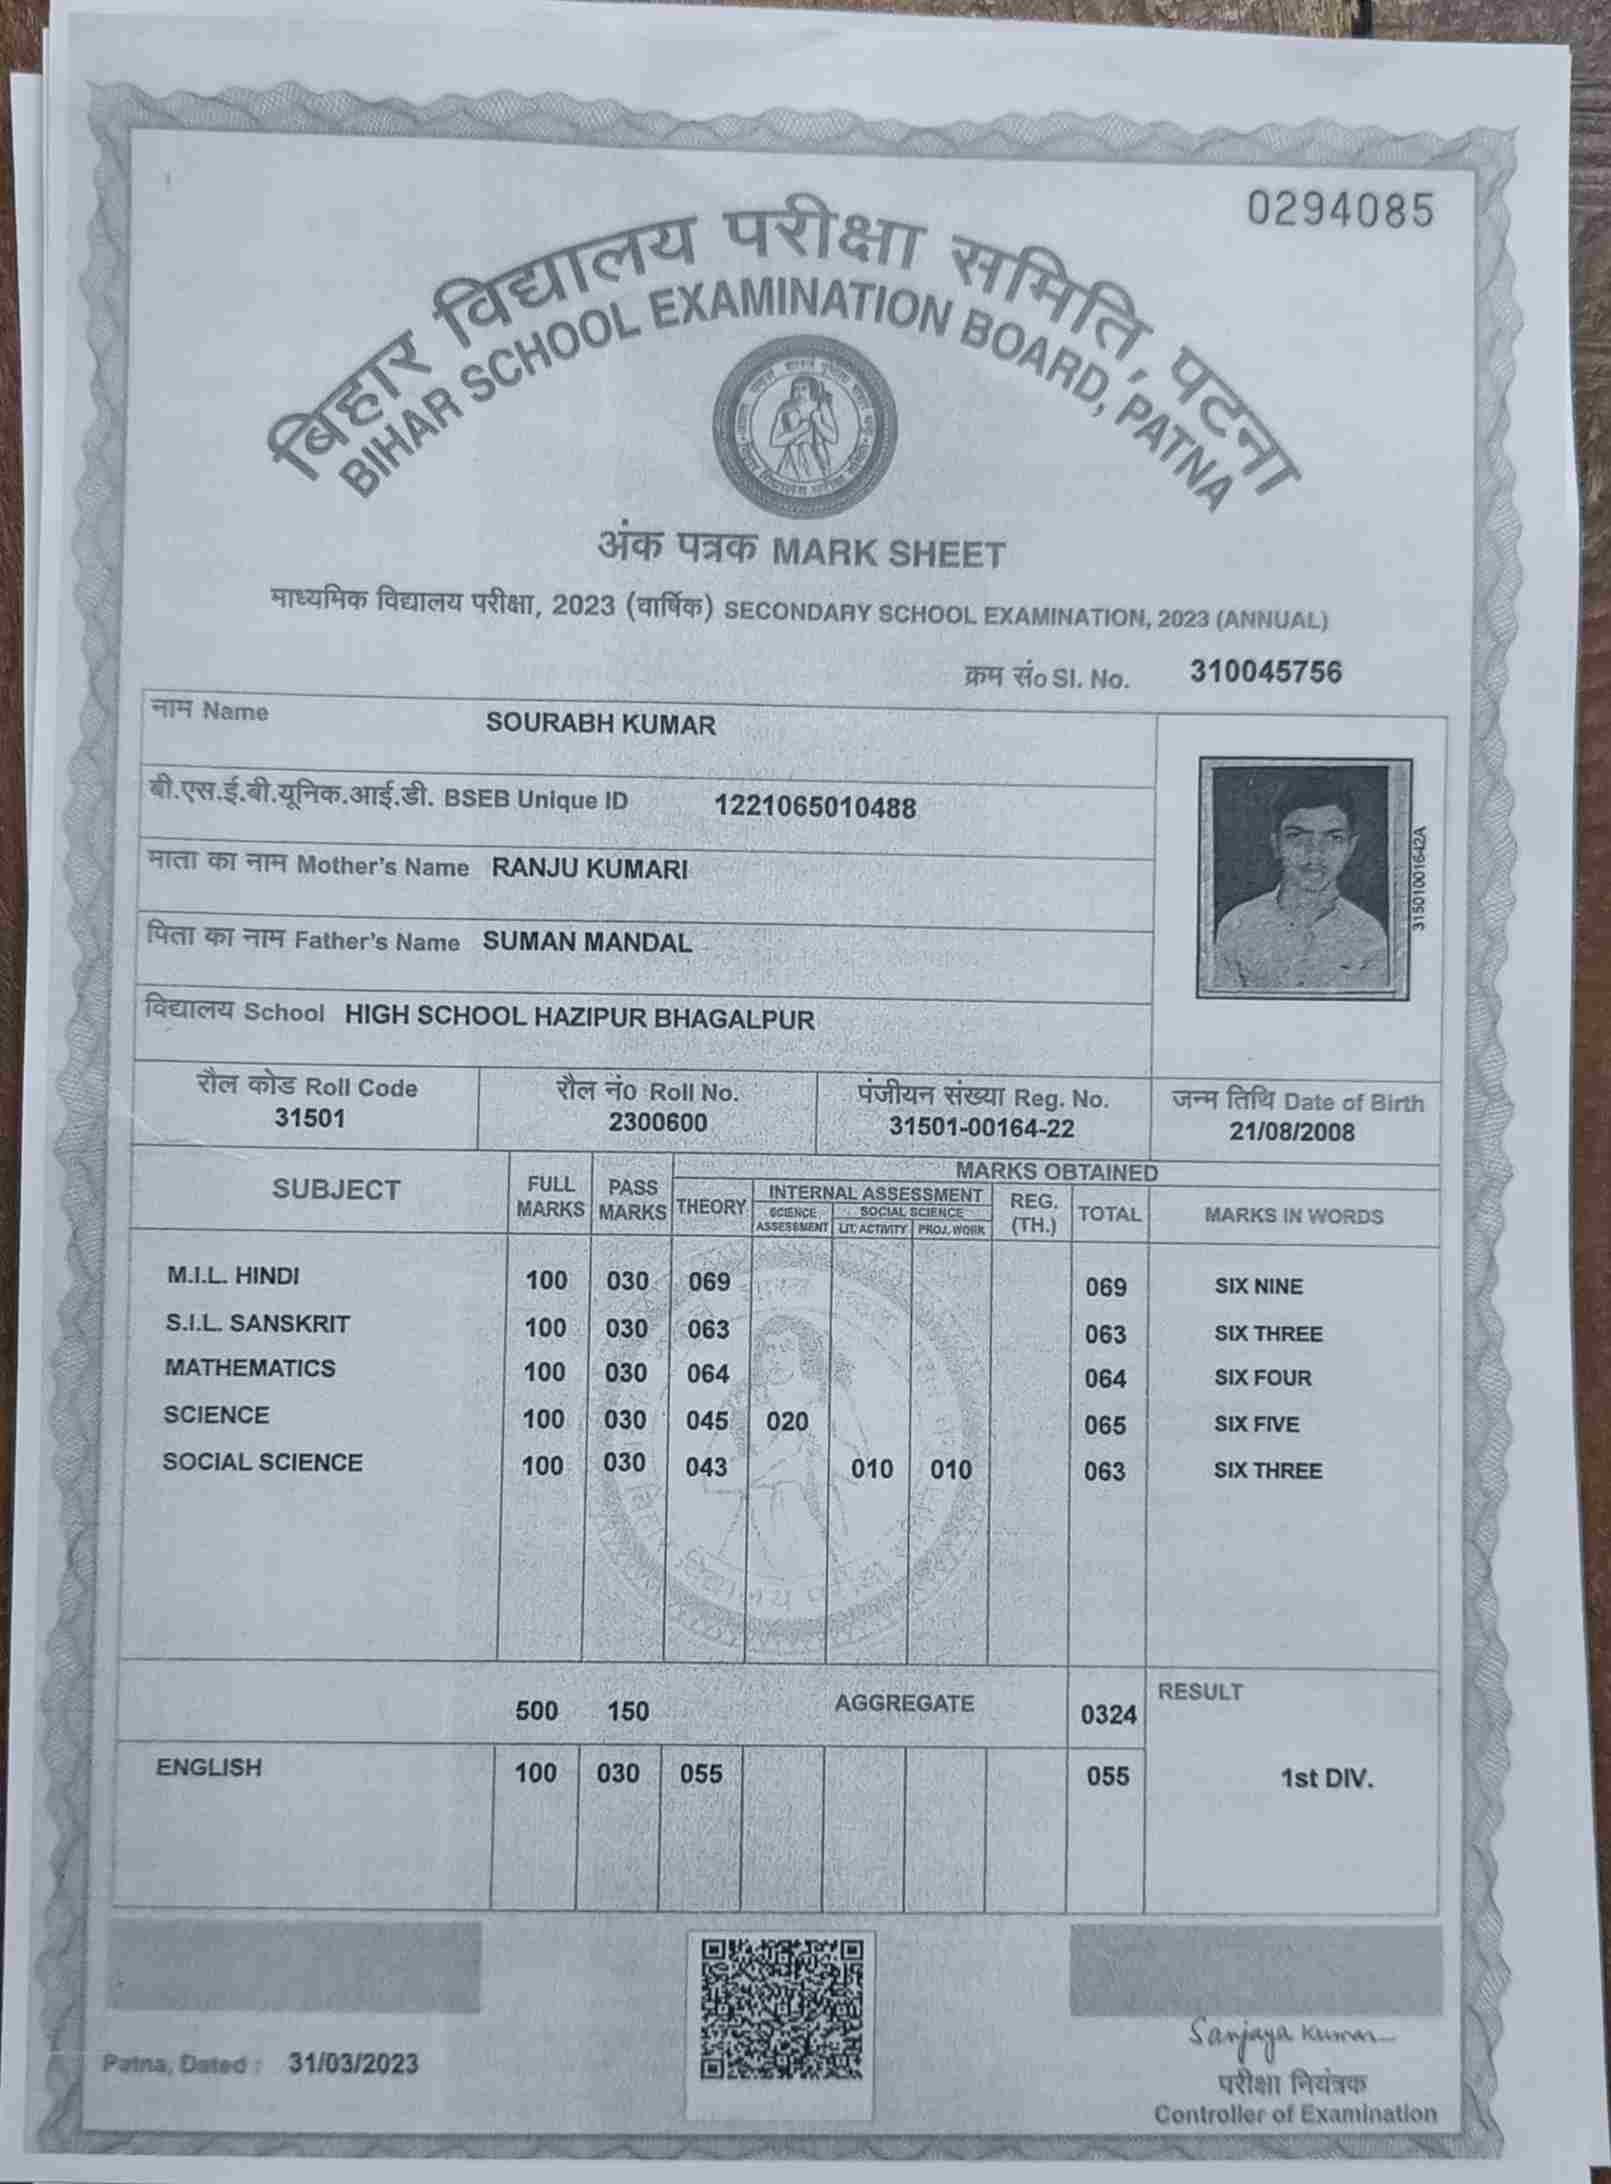 0294085
बिहार विद्यालय परीक्षा समिति, पटना
BIHAR SCHOOL EXAMINATION BOARD, PATNA
अंक पत्रक MARK SHEET
माध्यमिक विद्यालय परीक्षा, 2023 (वार्षिक) SECONDARY SCHOOL EXAMINATION, 2023 (ANNUAL)
क्रम सं० Sl. No. 310045756
नाम Name SOURABH KUMAR
बी.एस.ई.बी.यूनिक.आई.डी. BSEB Unique ID 1221065010488
माता का नाम Mother's Name RANJU KUMARI
पिता का नाम Father's Name SUMAN MANDAL
विद्यालय School HIGH SCHOOL HAZIPUR BHAGALPUR
31501001642A
रौल कोड Roll Code रौल नं० Roll No. पंजीयन संख्या Reg. No. जन्म तिथि Date of Birth
31501 2300600 31501-00164-22 21/08/2008
SUBJECT FULL MARKS PASS MARKS MARKS OBTAINED
THEORY INTERNAL ASSESSMENT REG. (TH.) TOTAL MARKS IN WORDS
SCIENCE ASSESSMENT SOCIAL SCIENCE
LIT. ACTIVITY PROJ. WORK
M.I.L. HINDI 100 030 069 069 SIX NINE
S.I.L. SANSKRIT 100 030 063 063 SIX THREE
MATHEMATICS 100 030 064 064 SIX FOUR
SCIENCE 100 030 045 020 065 SIX FIVE
SOCIAL SCIENCE 100 030 043 010 010 063 SIX THREE
500 150 AGGREGATE 0324 RESULT
ENGLISH 100 030 055 055 1st DIV.
Patna, Dated : 31/03/2023
Sanjaya Kumar
परीक्षा नियंत्रक
Controller of Examination